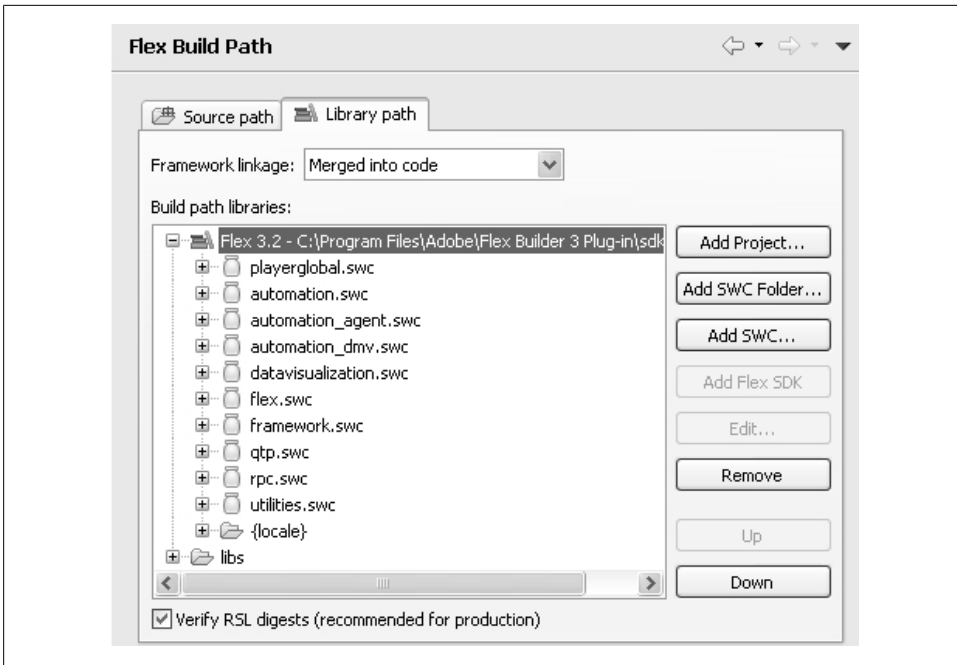 Flex Build Path
Source path
Library path
Framework linkage: Merged into code
Build path libraries:
Flex 3.2 - C:\Program Files\Adobe\Flex Builder 3 Plug-in\sdk
playerglobal.swc
automation.swc
automation_agent.swc
automation_dmv.swc
datavisualization.swc
flex.swc
framework.swc
qtp.swc
rpc.swc
utilities.swc
{locale}
libs
Add Project...
Add SWC Folder...
Add SWC...
Add Flex SDK
Edit...
Remove
Up
Down
Verify RSL digests (recommended for production)